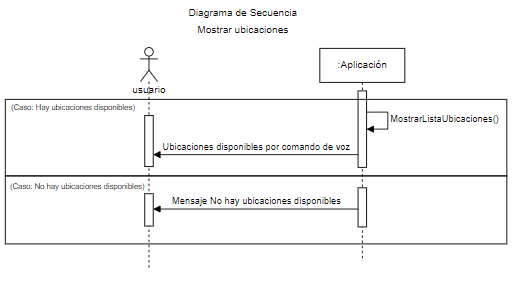 Diagrama de Secuencia
Mostrar ubicaciones
usuario
:Aplicación
(Caso: Hay ubicaciones disponibles)
MostrarListaUbicaciones()
Ubicaciones disponibles por comando de voz
(Caso: No hay ubicaciones disponibles)
Mensaje No hay ubicaciones disponibles